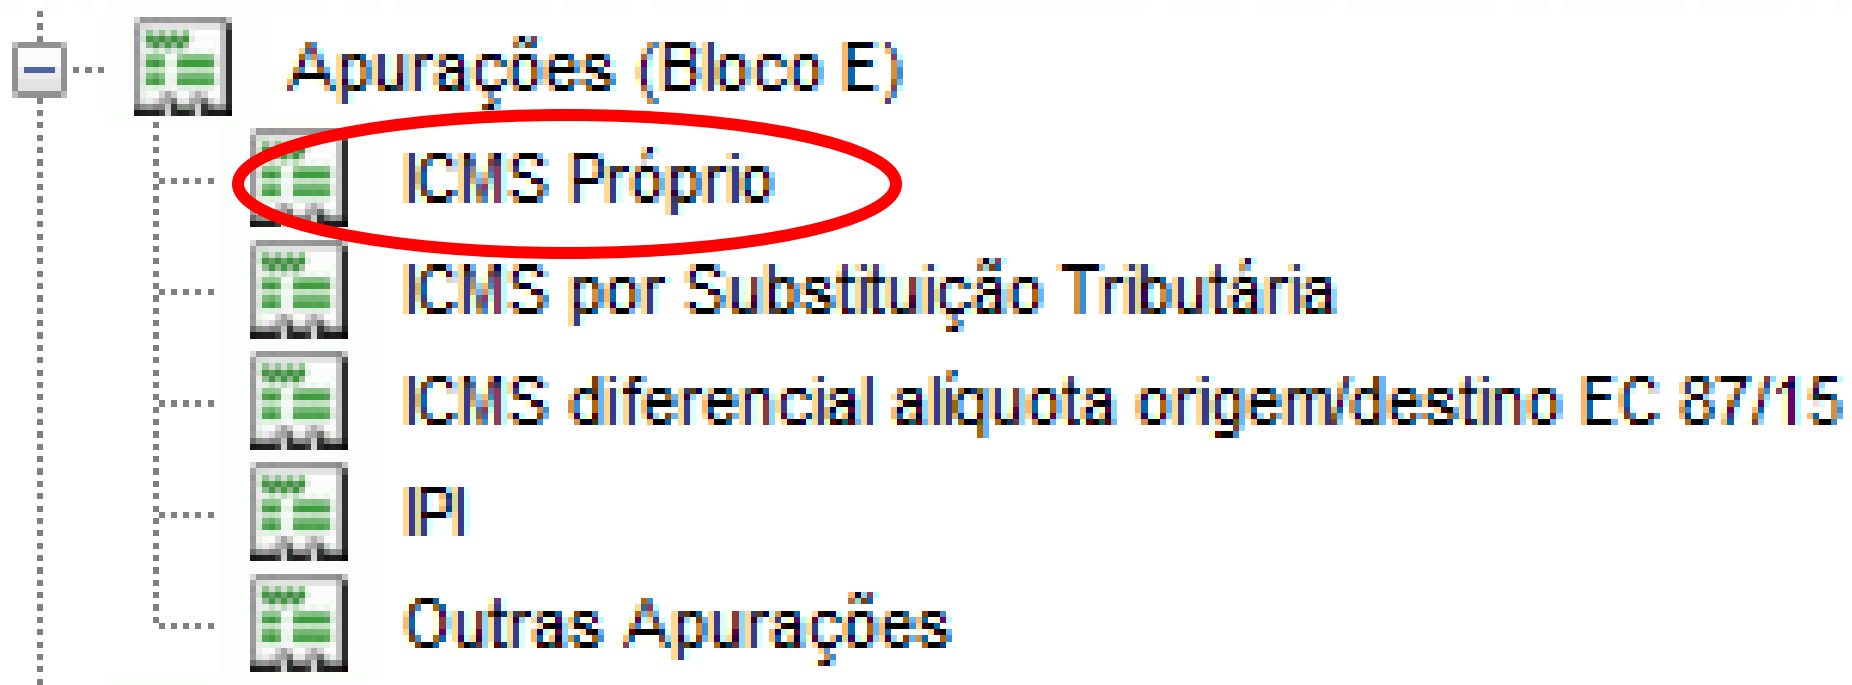 Apurações (Bloco E)
ICMS Próprio
ICMS por Substituição Tributária
ICMS diferencial alíquota origem/destino EC 87/15
IPI
Outras Apurações